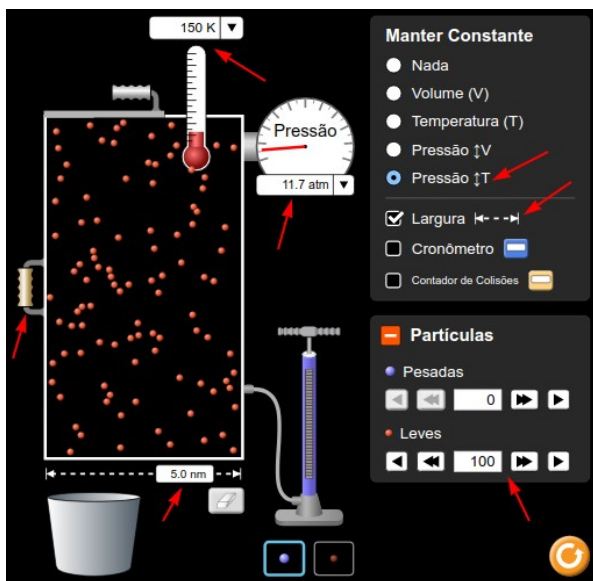 150 K
Pressão
11.7 atm
5.0 nm
Manter Constante
Nada
Volume (V)
Temperatura (T)
Pressão ↕V
Pressão ↕T
Largura
Cronômetro
Contador de Colisões
Partículas
Pesadas
0
Leves
100